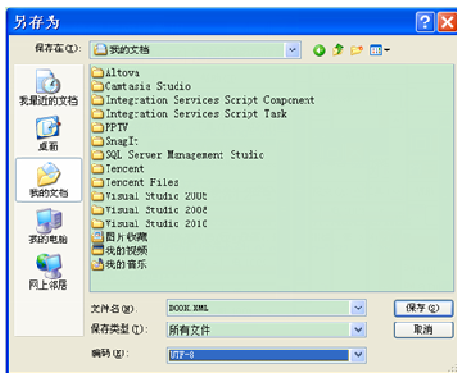 另存为
保存在(I):
我的文档
Altova
Camtasia Studio
Integration Services Script Component
Integration Services Script Task
PPTV
SnagIt
SQL Server Management Studio
Tencent
Tencent Files
Visual Studio 2005
Visual Studio 2008
Visual Studio 2010
图片收藏
我的视频
我的音乐
我最近的文档
桌面
我的文档
我的电脑
网上邻居
文件名(N):
BOOK.XML
保存(S)
保存类型(T):
所有文件
取消
编码(E):
UTF-8